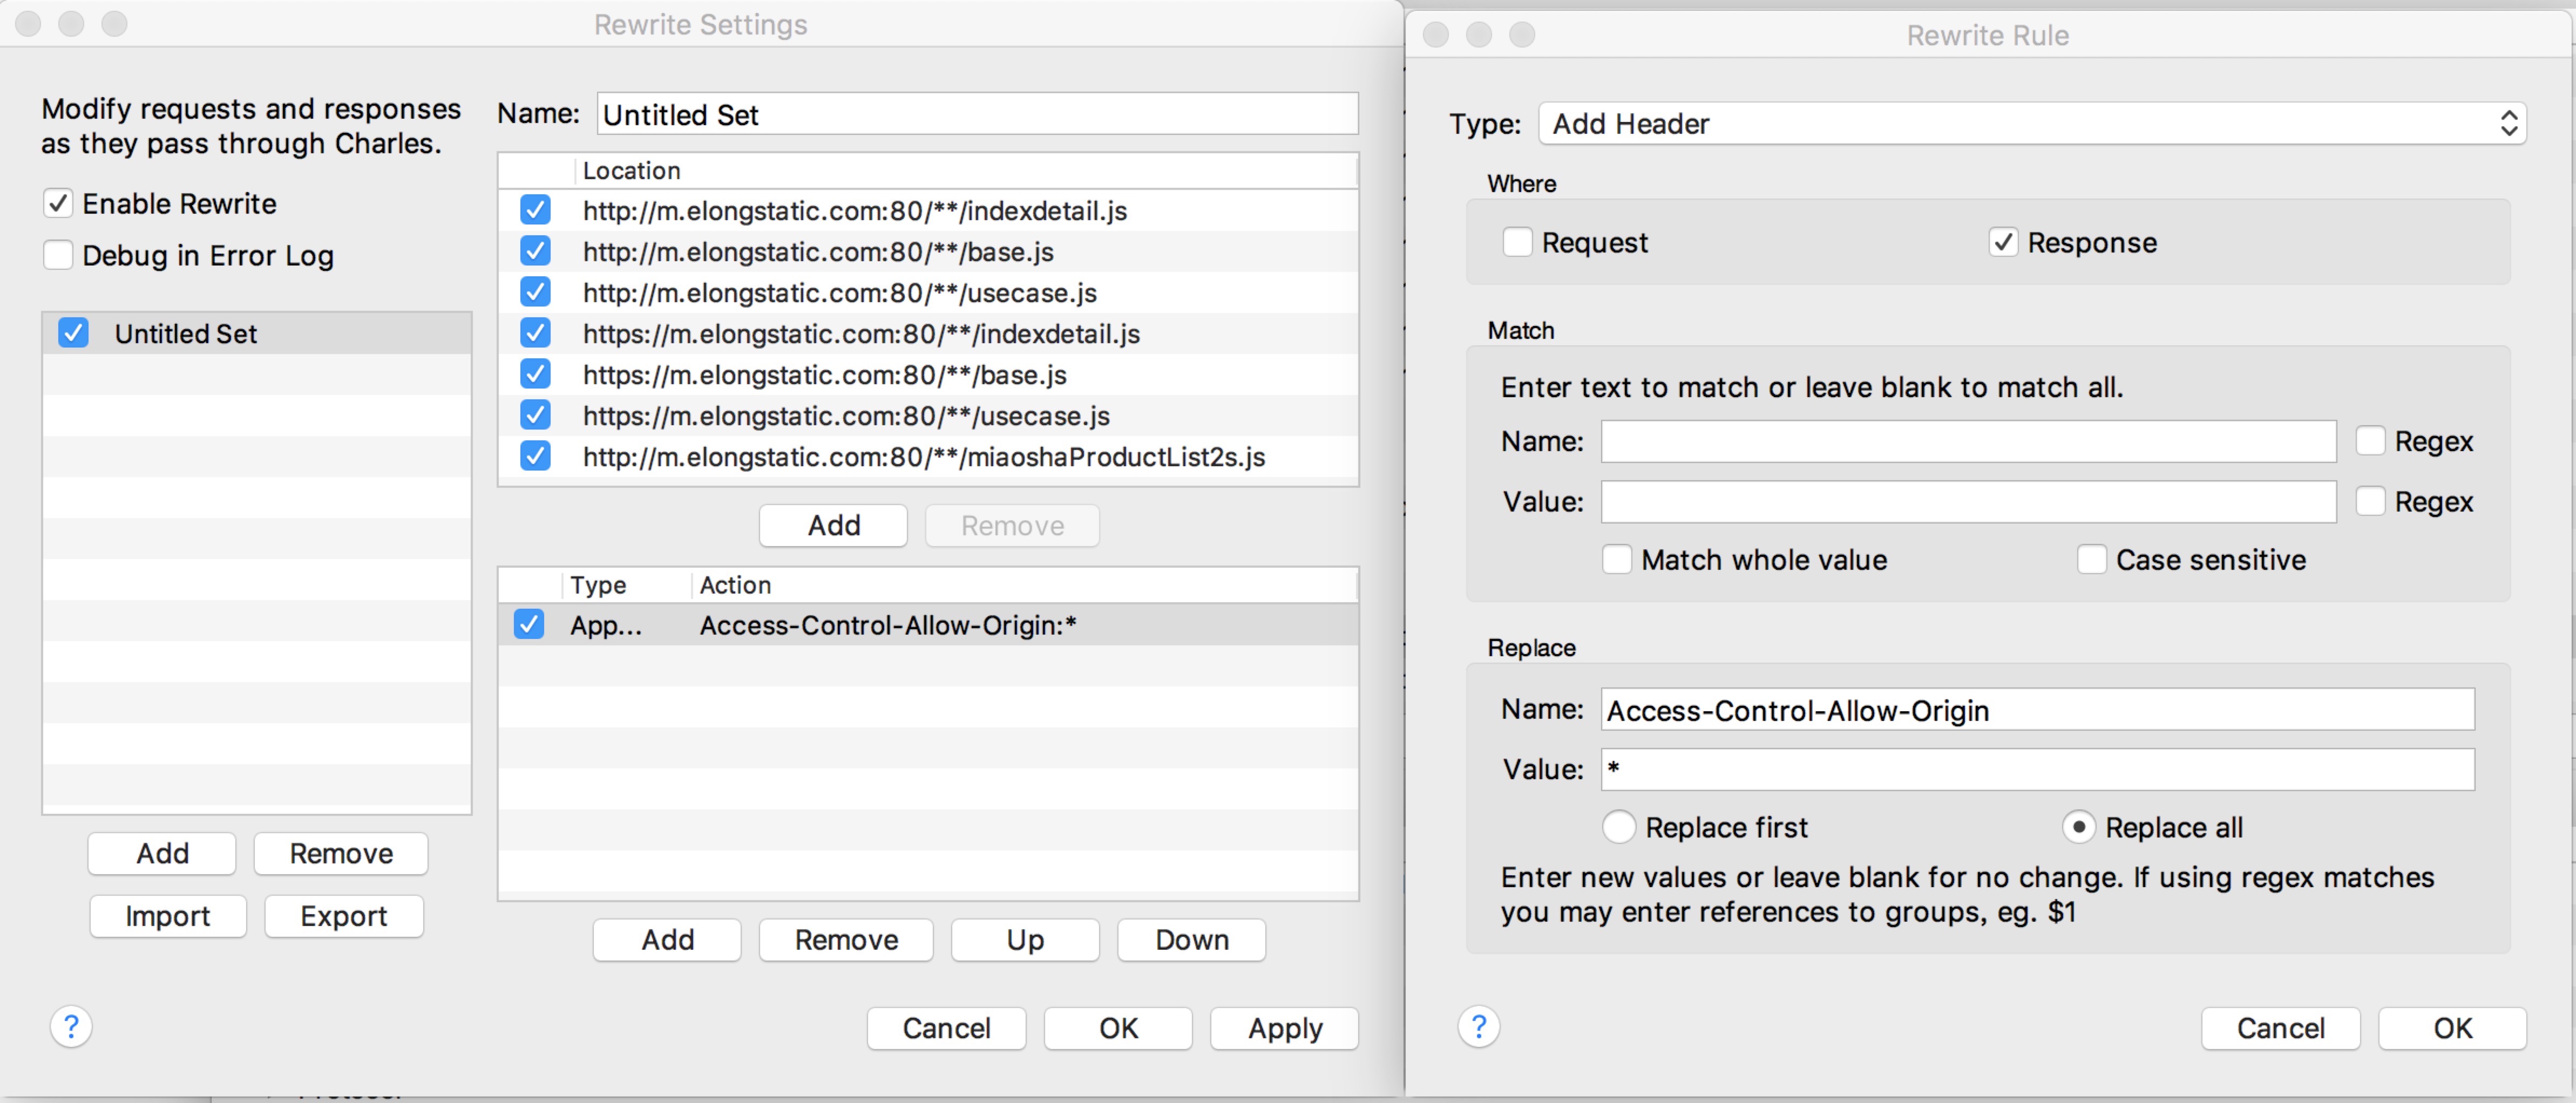 Rewrite Settings
Modify requests and responses
as they pass through Charles.
Enable Rewrite
Debug in Error Log
Untitled Set
Add Remove
Import Export
Name: Untitled Set
Location
http://m.elongstatic.com:80/**/indexdetail.js
http://m.elongstatic.com:80/**/base.js
http://m.elongstatic.com:80/**/usecase.js
https://m.elongstatic.com:80/**/indexdetail.js
https://m.elongstatic.com:80/**/base.js
https://m.elongstatic.com:80/**/usecase.js
http://m.elongstatic.com:80/**/miaoshaProductList2s.js
Add Remove
Type Action
App... Access-Control-Allow-Origin:*
Add Remove Up Down
? Cancel OK Apply
Rewrite Rule
Type: Add Header
Where
Request Response
Match
Enter text to match or leave blank to match all.
Name: Regex
Value: Regex
Match whole value Case sensitive
Replace
Name: Access-Control-Allow-Origin
Value: *
Replace first Replace all
Enter new values or leave blank for no change. If using regex matches
you may enter references to groups, eg. $1
? Cancel OK